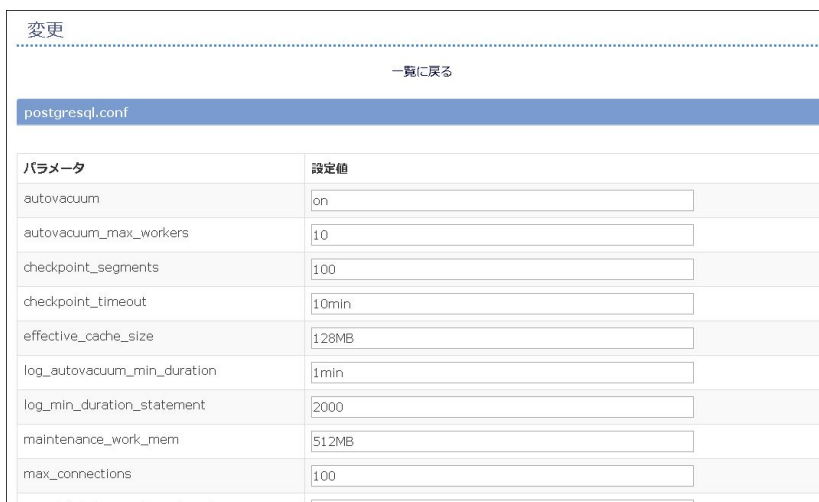 変更
一覧に戻る
postgresql.conf
パラメータ 設定値
autovacuum on
autovacuum_max_workers 10
checkpoint_segments 100
checkpoint_timeout 10min
effective_cache_size 128MB
log_autovacuum_min_duration 1min
log_min_duration_statement 2000
maintenance_work_mem 512MB
max_connections 100